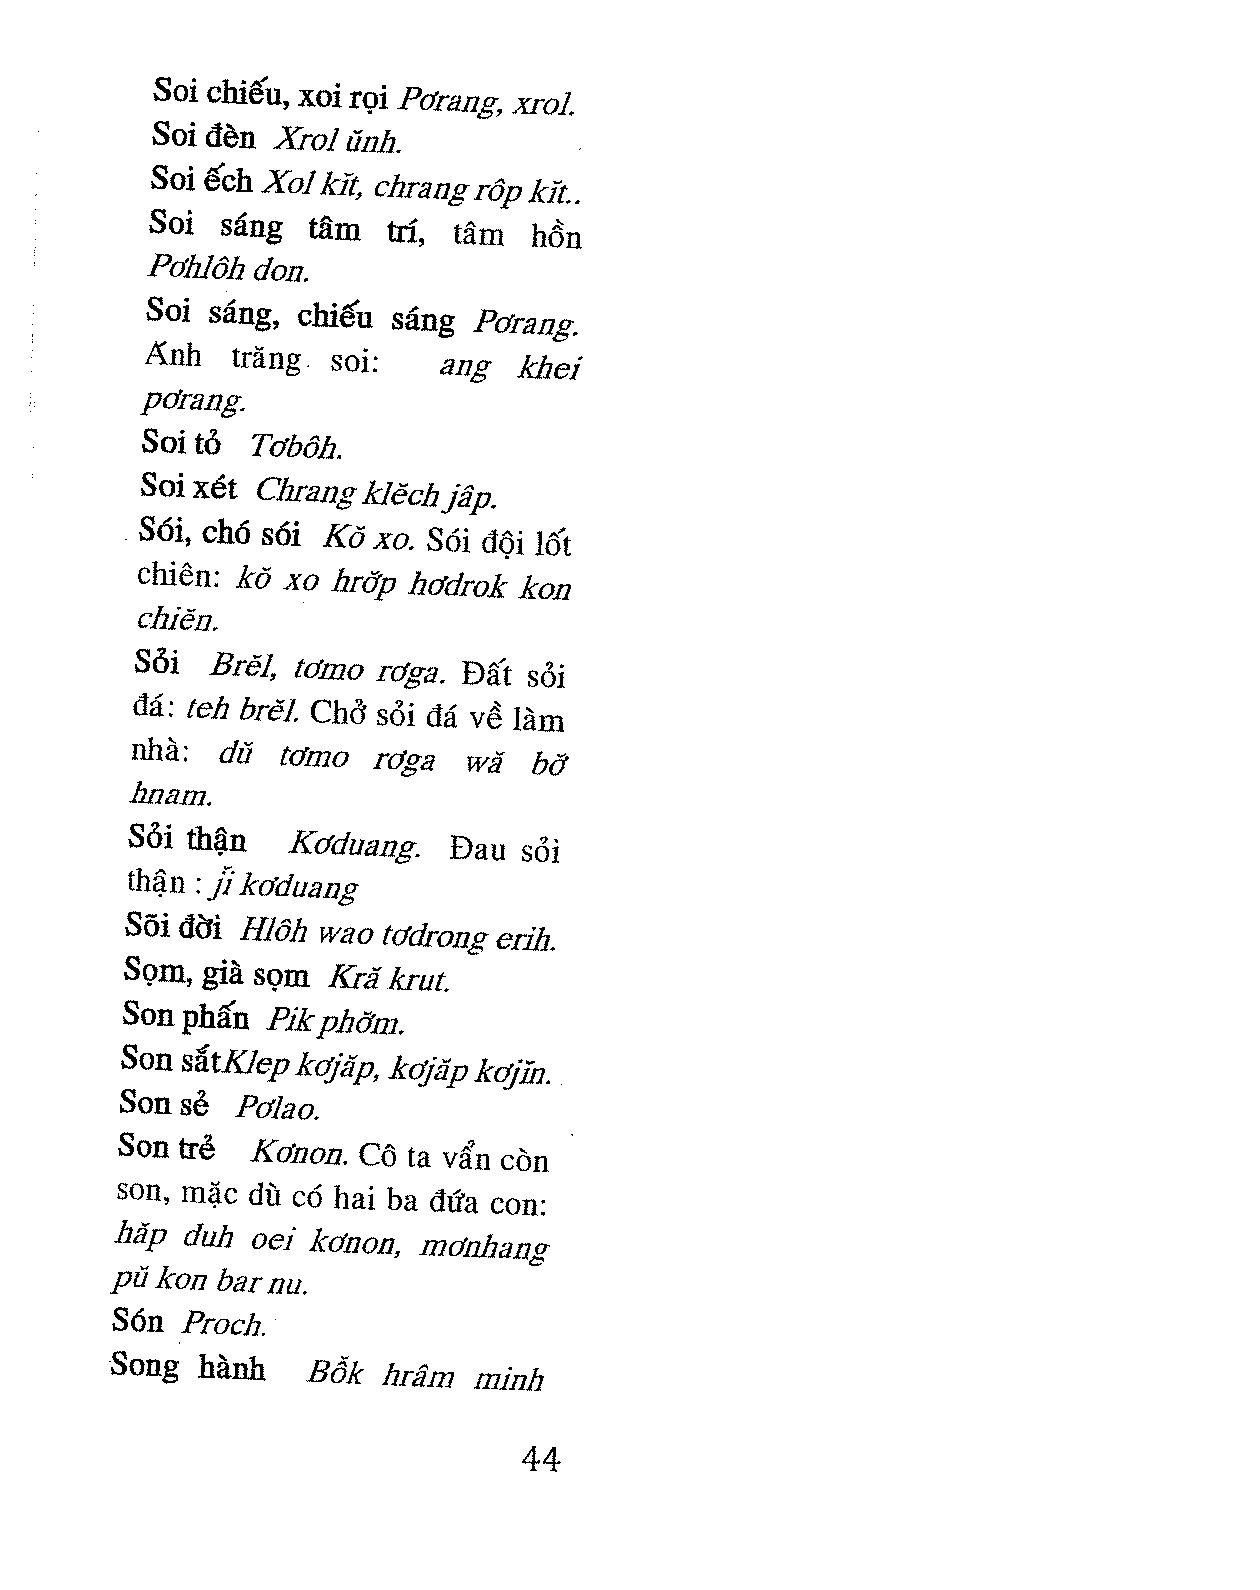 Soi chiếu, xoi rọi Pơrang, xrol.
Soi đèn Xrol ŭnh.
Soi ếch Xol kĭt, chrang rôp kĭt..
Soi sáng tâm trí, tâm hồn
Pơhlôh don.
Soi sáng, chiếu sáng Pơrang.
Ánh trăng soi: ang khei
pơrang.
Soi tỏ Tơbôh.
Soi xét Chrang klĕch jâp.
Sói, chó sói Kŏ xo. Sói đội lốt
chiên: kŏ xo hrơ̆p hơdrok kon
chiĕn.
Sỏi Brĕl, tơmo rơga. Đất sỏi
đá: teh brĕl. Chở sỏi đá về làm
nhà: dŭ tơmo rơga wă bơ̆
hnam.
Sỏi thận Kơduang. Đau sỏi
thận : jĭ kơduang
Sõi đời Hlôh wao tơdrong erih.
Sọm, già sọm Kră krut.
Son phấn Pik phơ̆m.
Son sắtKlep kơjăp, kơjăp kơjĭn.
Son sẻ Pơlao.
Son trẻ Kơnon. Cô ta vẩn còn
son, mặc dù có hai ba đứa con:
hăp duh oei kơnon, mơnhang
pŭ kon bar nu.
Són Proch.
Song hành Bô̆k hrâm minh
44